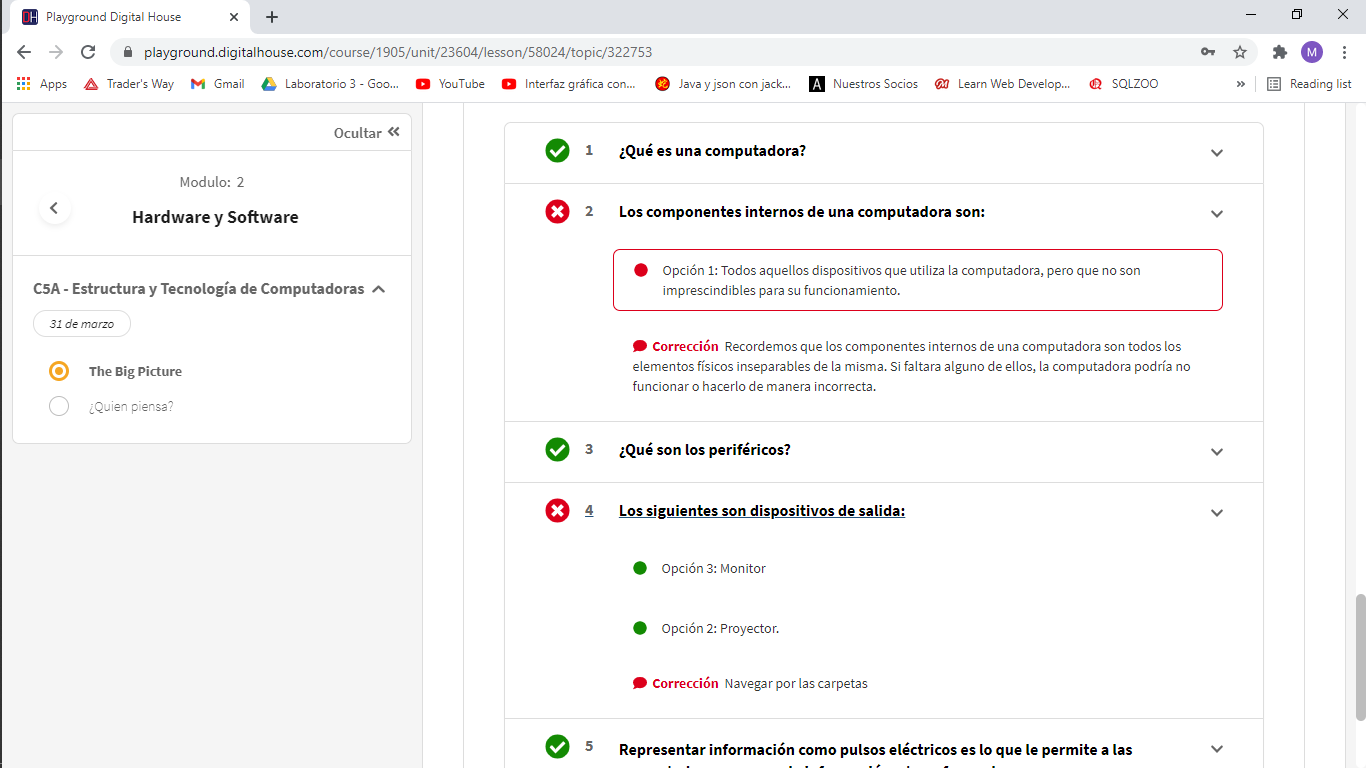 Playground Digital House
playground.digitalhouse.com/course/1905/unit/23604/lesson/58024/topic/322753
M
Apps
Trader's Way
Gmail
Laboratorio 3 - Goo...
YouTube
Interfaz gráfica con...
Java y json con jack...
Nuestros Socios
Learn Web Develop...
SQLZOO
Reading list
Ocultar
Modulo: 2
Hardware y Software
C5A - Estructura y Tecnología de Computadoras
31 de marzo
The Big Picture
¿Quien piensa?
1 ¿Qué es una computadora?
2 Los componentes internos de una computadora son:
Opción 1: Todos aquellos dispositivos que utiliza la computadora, pero que no son
imprescindibles para su funcionamiento.
Corrección Recordemos que los componentes internos de una computadora son todos los
elementos físicos inseparables de la misma. Si faltara alguno de ellos, la computadora podría no
funcionar o hacerlo de manera incorrecta.
3 ¿Qué son los periféricos?
4 Los siguientes son dispositivos de salida:
Opción 3: Monitor
Opción 2: Proyector.
Corrección Navegar por las carpetas
5 Representar información como pulsos eléctricos es lo que le permite a las